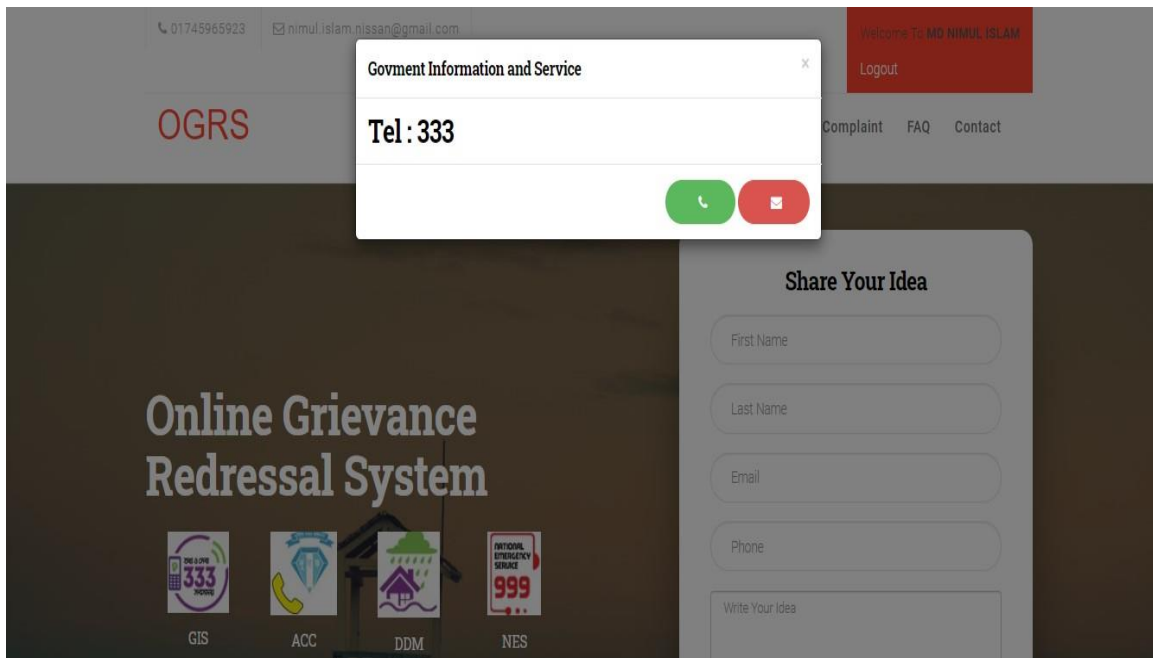 01745965923 nimul.islam.nissan@gmail.com
Welcome To MD NIMUL ISLAM
Logout
Govment Information and Service x
Tel : 333
OGRS
Complaint FAQ Contact
Share Your Idea
First Name
Last Name
Email
Phone
Write Your Idea
Online Grievance
Redressal System
333
NATIONAL
EMERGENCY
SERVICE
999
GIS ACC DDM NES